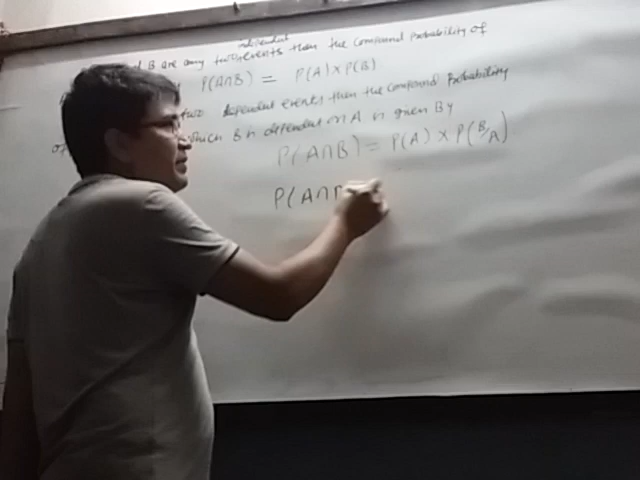 independent
B are any two events then the compound probability of
P(A∩B) = P(A) × P(B)
two dependent events then the compound Probability
of which B is dependent on A is given By
P(A∩B) = P(A) × P(B/A)
P(A∩